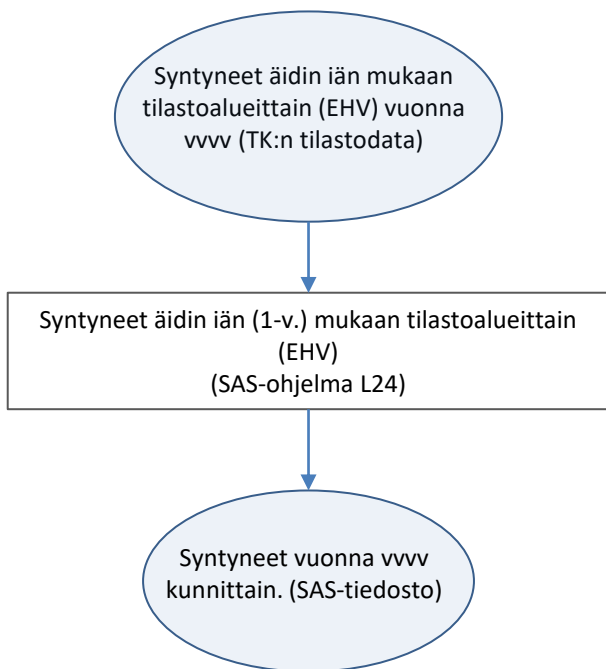 Syntyneet äidin iän mukaan
tilastoalueittain (EHV) vuonna
vvvv (TK:n tilastodata)
Syntyneet äidin iän (1-v.) mukaan tilastoalueittain
(EHV)
(SAS-ohjelma L24)
Syntyneet vuonna vvvv
kunnittain. (SAS-tiedosto)